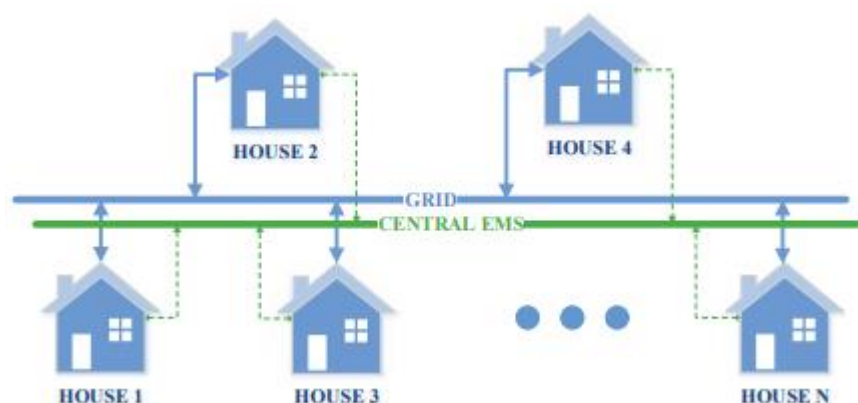 HOUSE 2
HOUSE 4
GRID
CENTRAL EMS
HOUSE 1
HOUSE 3
HOUSE N